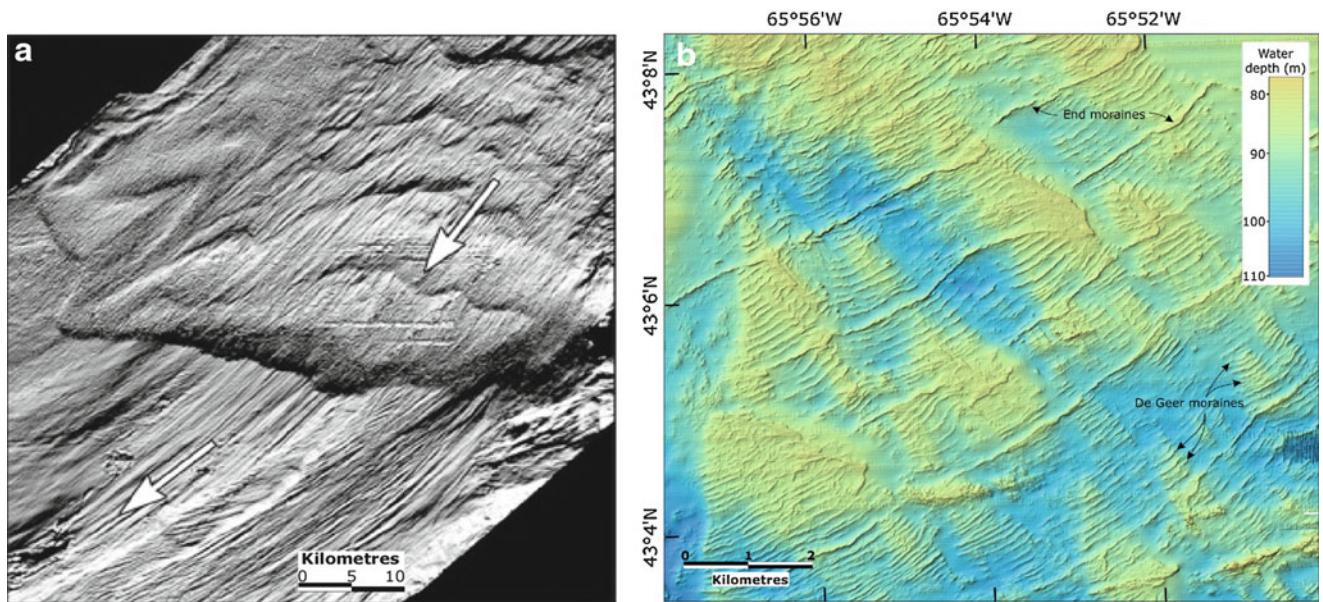 a
Kilometres
0 5 10
65°56'W 65°54'W 65°52'W
b
43°8'N
43°6'N
43°4'N
Water
depth (m)
80
90
100
110
End moraines
De Geer moraines
0 1 2
Kilometres